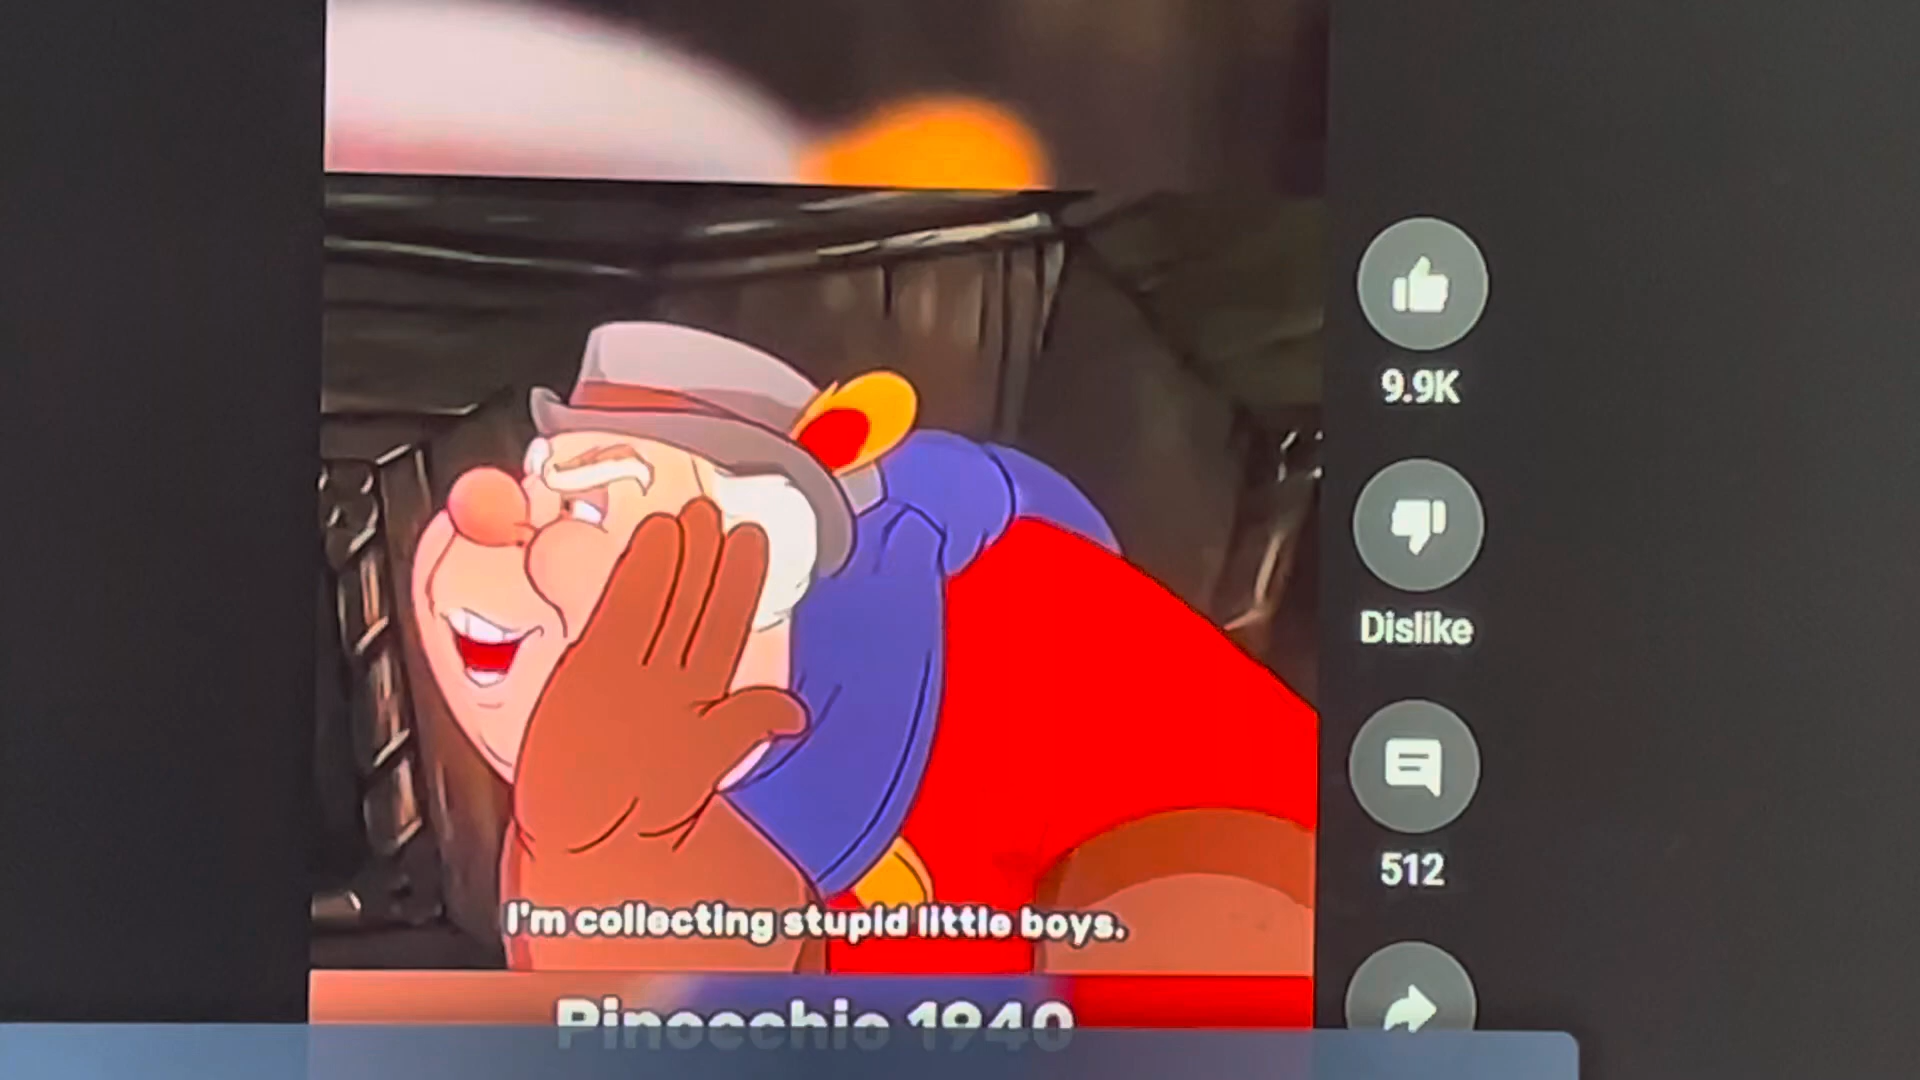 9.9K
Dislike
512
I'm collecting stupid little boys.
Pinocchio 1940